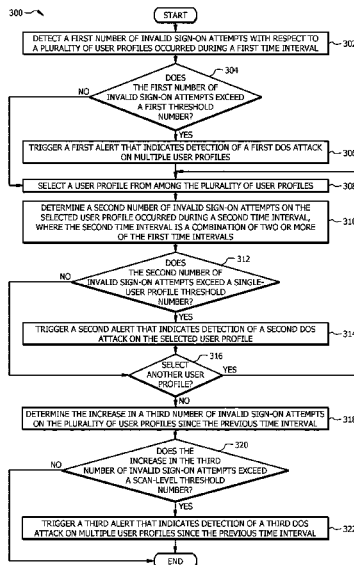 300
START
DETECT A FIRST NUMBER OF INVALID SIGN-ON ATTEMPTS WITH RESPECT TO
A PLURALITY OF USER PROFILES OCCURRED DURING A FIRST TIME INTERVAL
302
304
DOES
THE FIRST NUMBER OF
INVALID SIGN-ON ATTEMPTS EXCEED
A FIRST THRESHOLD
NUMBER?
NO
YES
TRIGGER A FIRST ALERT THAT INDICATES DETECTION OF A FIRST DOS ATTACK
ON MULTIPLE USER PROFILES
306
SELECT A USER PROFILE FROM AMONG THE PLURALITY OF USER PROFILES
308
DETERMINE A SECOND NUMBER OF INVALID SIGN-ON ATTEMPTS ON THE
SELECTED USER PROFILE OCCURRED DURING A SECOND TIME INTERVAL,
WHERE THE SECOND TIME INTERVAL IS A COMBINATION OF TWO OR MORE
OF THE FIRST TIME INTERVALS
310
312
DOES
THE SECOND NUMBER OF
INVALID SIGN-ON ATTEMPTS EXCEED A SINGLE-
USER PROFILE THRESHOLD
NUMBER?
NO
YES
TRIGGER A SECOND ALERT THAT INDICATES DETECTION OF A SECOND DOS
ATTACK ON THE SELECTED USER PROFILE
314
316
SELECT
ANOTHER USER
PROFILE?
YES
NO
DETERMINE THE INCREASE IN A THIRD NUMBER OF INVALID SIGN-ON ATTEMPTS
ON THE PLURALITY OF USER PROFILES SINCE THE PREVIOUS TIME INTERVAL
318
320
DOES THE
INCREASE IN THE THIRD
NUMBER OF INVALID SIGN-ON ATTEMPTS EXCEED
A SCAN-LEVEL THRESHOLD
NUMBER?
NO
YES
TRIGGER A THIRD ALERT THAT INDICATES DETECTION OF A THIRD DOS
ATTACK ON MULTIPLE USER PROFILES SINCE THE PREVIOUS TIME INTERVAL
322
END